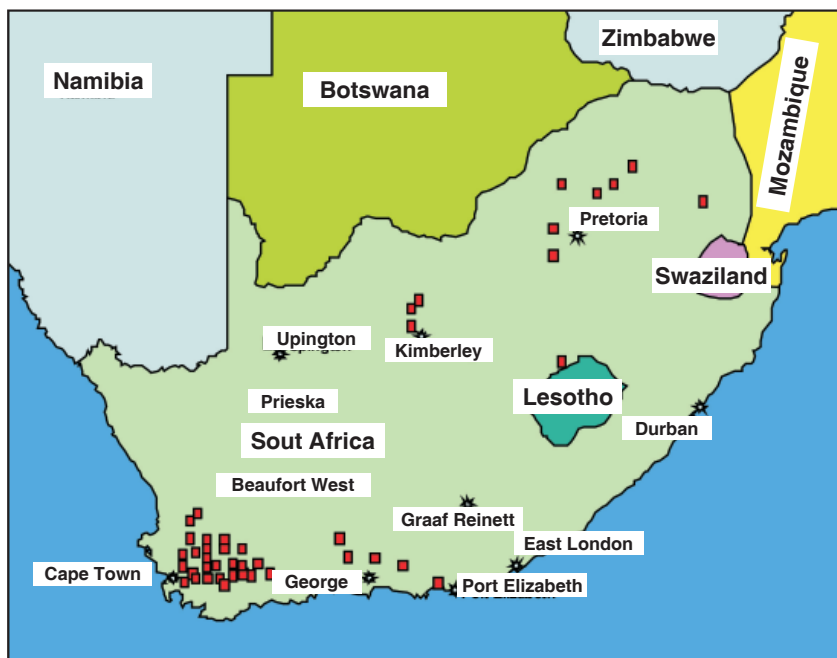 Zimbabwe
Namibia
Botswana
Mozambique
Pretoria
Swaziland
Upington
Kimberley
Prieska
Lesotho
Durban
Sout Africa
Beaufort West
Graaf Reinett
East London
Cape Town
George
Port Elizabeth